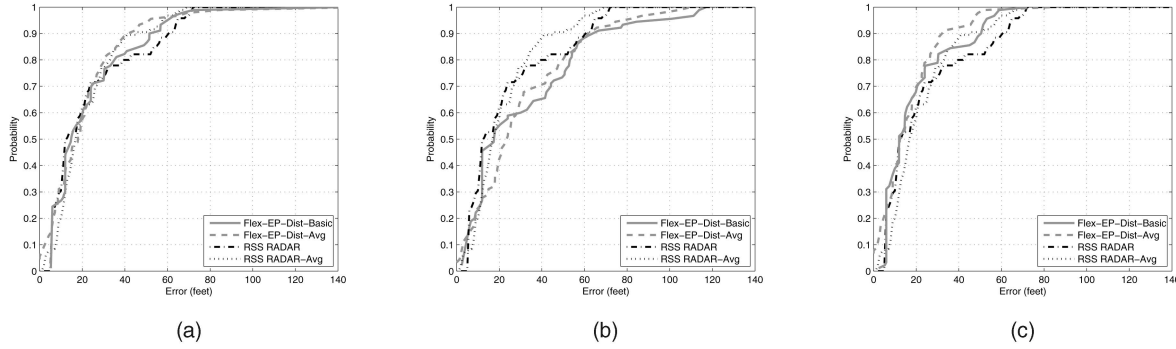 1
0.9
0.8
0.7
0.6
0.5
0.4
0.3
0.2
0.1
0
Probability
0 20 40 60 80 100 120 140
Error (feet)
Flex-EP-Dist-Basic
Flex-EP-Dist-Avg
RSS RADAR
RSS RADAR-Avg
(a)
1
0.9
0.8
0.7
0.6
0.5
0.4
0.3
0.2
0.1
0
Probability
0 20 40 60 80 100 120 140
Error (feet)
Flex-EP-Dist-Basic
Flex-EP-Dist-Avg
RSS RADAR
RSS RADAR-Avg
(b)
1
0.9
0.8
0.7
0.6
0.5
0.4
0.3
0.2
0.1
0
Probability
0 20 40 60 80 100 120 140
Error (feet)
Flex-EP-Dist-Basic
Flex-EP-Dist-Avg
RSS RADAR
RSS RADAR-Avg
(c)